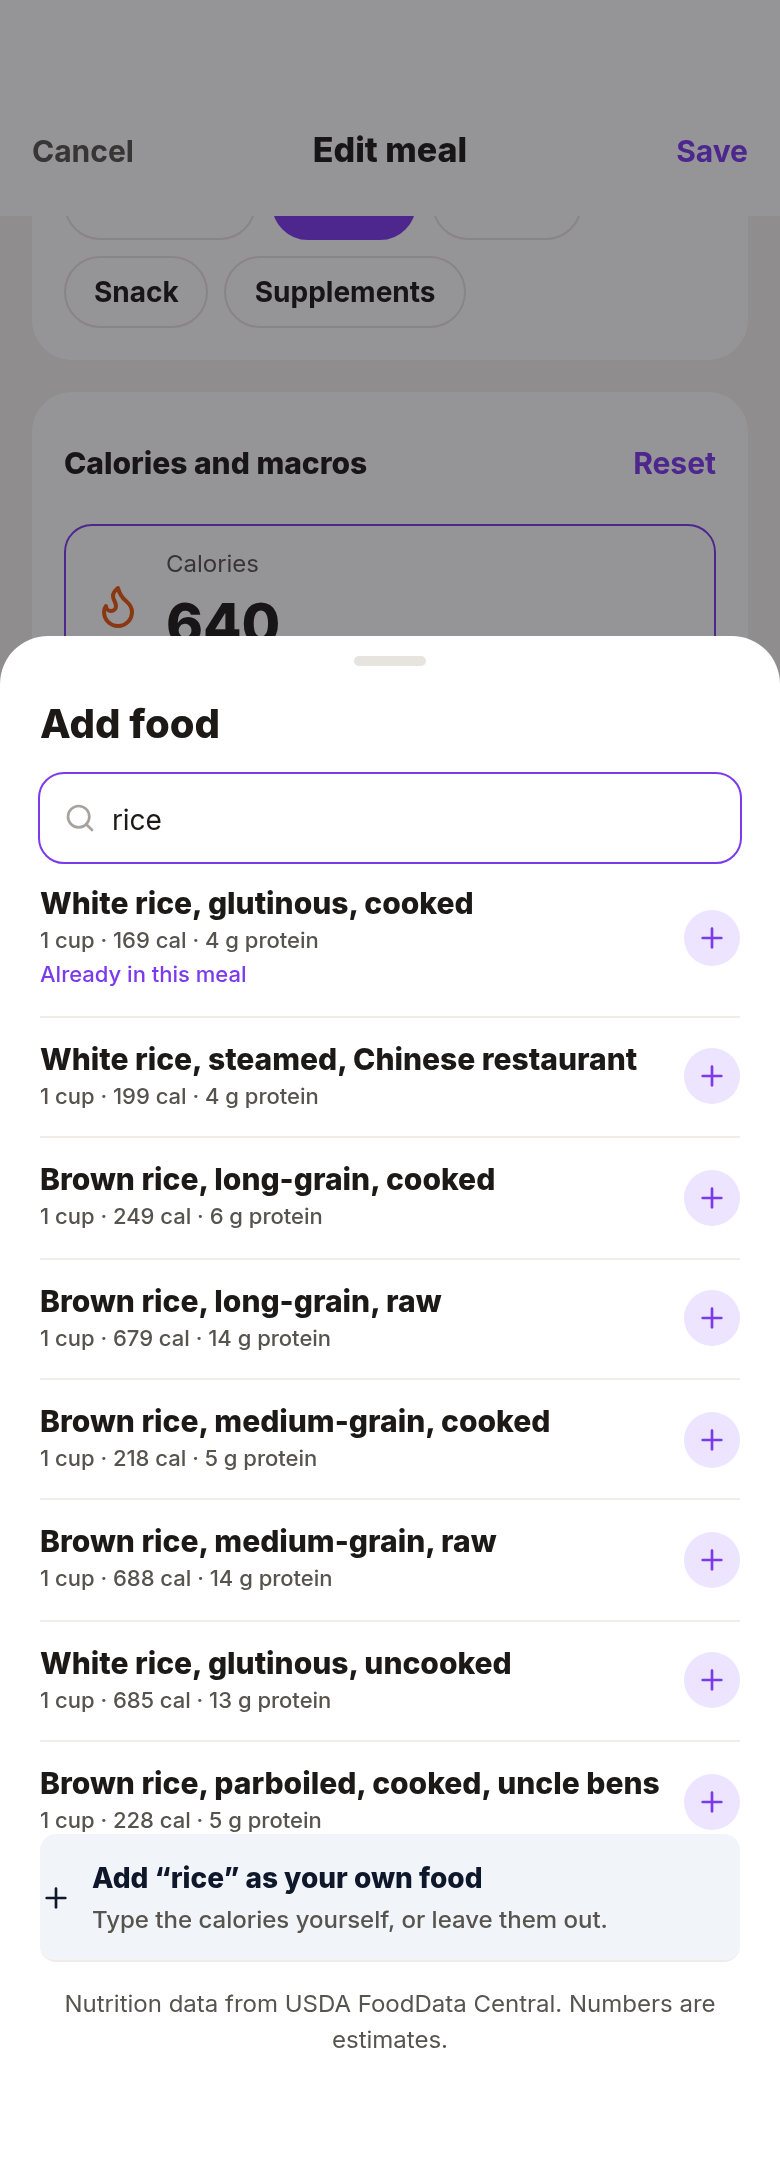 Cancel
Edit meal
Save
Snack
Supplements
Calories and macros
Reset
Calories
640
Add food
rice
White rice, glutinous, cooked
1 cup · 169 cal · 4 g protein
Already in this meal
White rice, steamed, Chinese restaurant
1 cup · 199 cal · 4 g protein
Brown rice, long-grain, cooked
1 cup · 249 cal · 6 g protein
Brown rice, long-grain, raw
1 cup · 679 cal · 14 g protein
Brown rice, medium-grain, cooked
1 cup · 218 cal · 5 g protein
Brown rice, medium-grain, raw
1 cup · 688 cal · 14 g protein
White rice, glutinous, uncooked
1 cup · 685 cal · 13 g protein
Brown rice, parboiled, cooked, uncle bens
1 cup · 228 cal · 5 g protein
Add “rice” as your own food
Type the calories yourself, or leave them out.
Nutrition data from USDA FoodData Central. Numbers are
estimates.